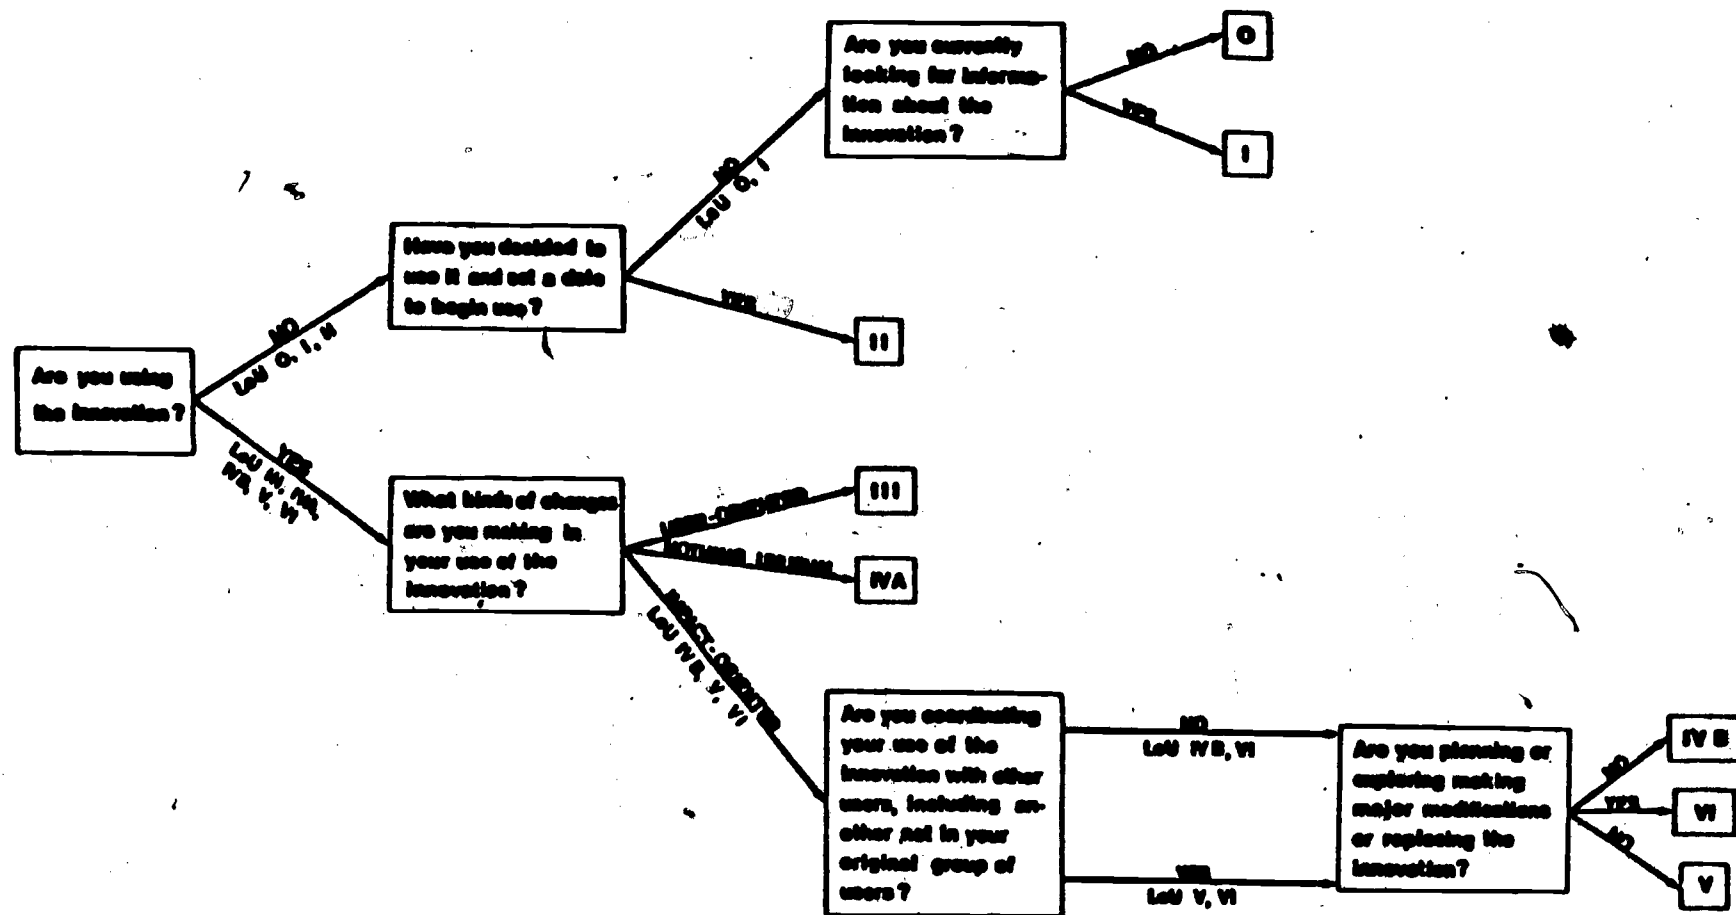 Are you currently
looking for informa-
tion about the
innovation?
NO
O
YES
I
NO
LoU O, I
Have you decided to
use it and set a date
to begin use?
YES
II
NO
LoU O, I, II
Are you using
the innovation?
YES
LoU III, IVA,
IVB, V, VI
What kinds of changes
are you making in
your use of the
innovation?
USER-ORIENTED
III
IVA
IMPACT-ORIENTED
LoU IVB, V, VI
Are you coordinating
your use of the
innovation with other
users, including an-
other not in your
original group of
users?
NO
LoU IVB, VI
YES
LoU V, VI
Are you planning or
exploring making
major modifications
or replacing the
innovation?
NO
IVB
YES
VI
NO
V